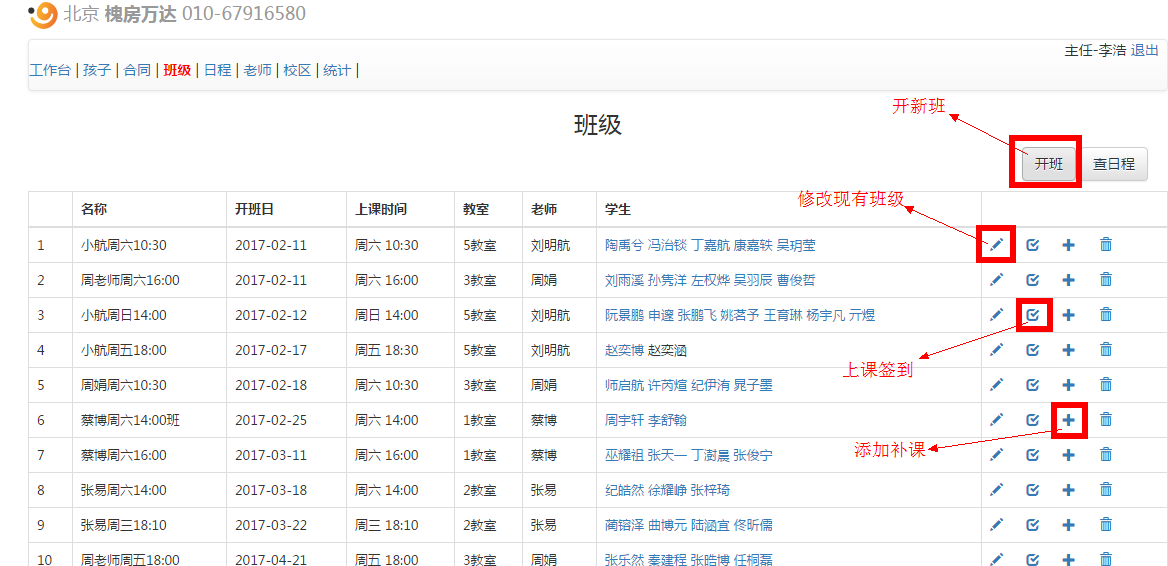 北京 槐房万达 010-67916580
主任-李浩 退出
工作台 | 孩子 | 合同 | 班级 | 日程 | 老师 | 校区 | 统计 |
开新班
班级
开班 查日程
修改现有班级
名称 开班日 上课时间 教室 老师 学生
1 小航周六10:30 2017-02-11 周六 10:30 5教室 刘明航 陶禹兮 冯治锬 丁嘉航 康嘉轶 吴玥莹
2 周老师周六16:00 2017-02-11 周六 16:00 3教室 周娟 刘雨溪 孙隽洋 左权烨 吴羽辰 曹俊哲
3 小航周日14:00 2017-02-12 周日 14:00 5教室 刘明航 阮景鹏 申邃 张鹏飞 姚茗予 王育琳 杨宇凡 亓煜
4 小航周五18:00 2017-02-17 周五 18:30 5教室 刘明航 赵奕博 赵奕涵
上课签到
5 周娟周六10:30 2017-02-18 周六 10:30 3教室 周娟 师启航 许芮煊 纪伊洧 晁子墨
6 蔡博周六14:00班 2017-02-25 周六 14:00 1教室 蔡博 周宇轩 李舒翰
添加补课
7 蔡博周六16:00 2017-03-11 周六 16:00 1教室 蔡博 巫耀祖 张天一 丁澍晨 张俊宁
8 张易周六14:00 2017-03-18 周六 14:00 2教室 张易 纪皓然 徐耀峥 张梓琦
9 张易周三18:10 2017-03-22 周三 18:10 2教室 张易 蔺镕泽 曲博元 陆涵宜 佟昕儒
10 周老师周五18:00 2017-04-21 周五 18:00 3教室 周娟 张乐然 秦建程 张皓博 任桐磊